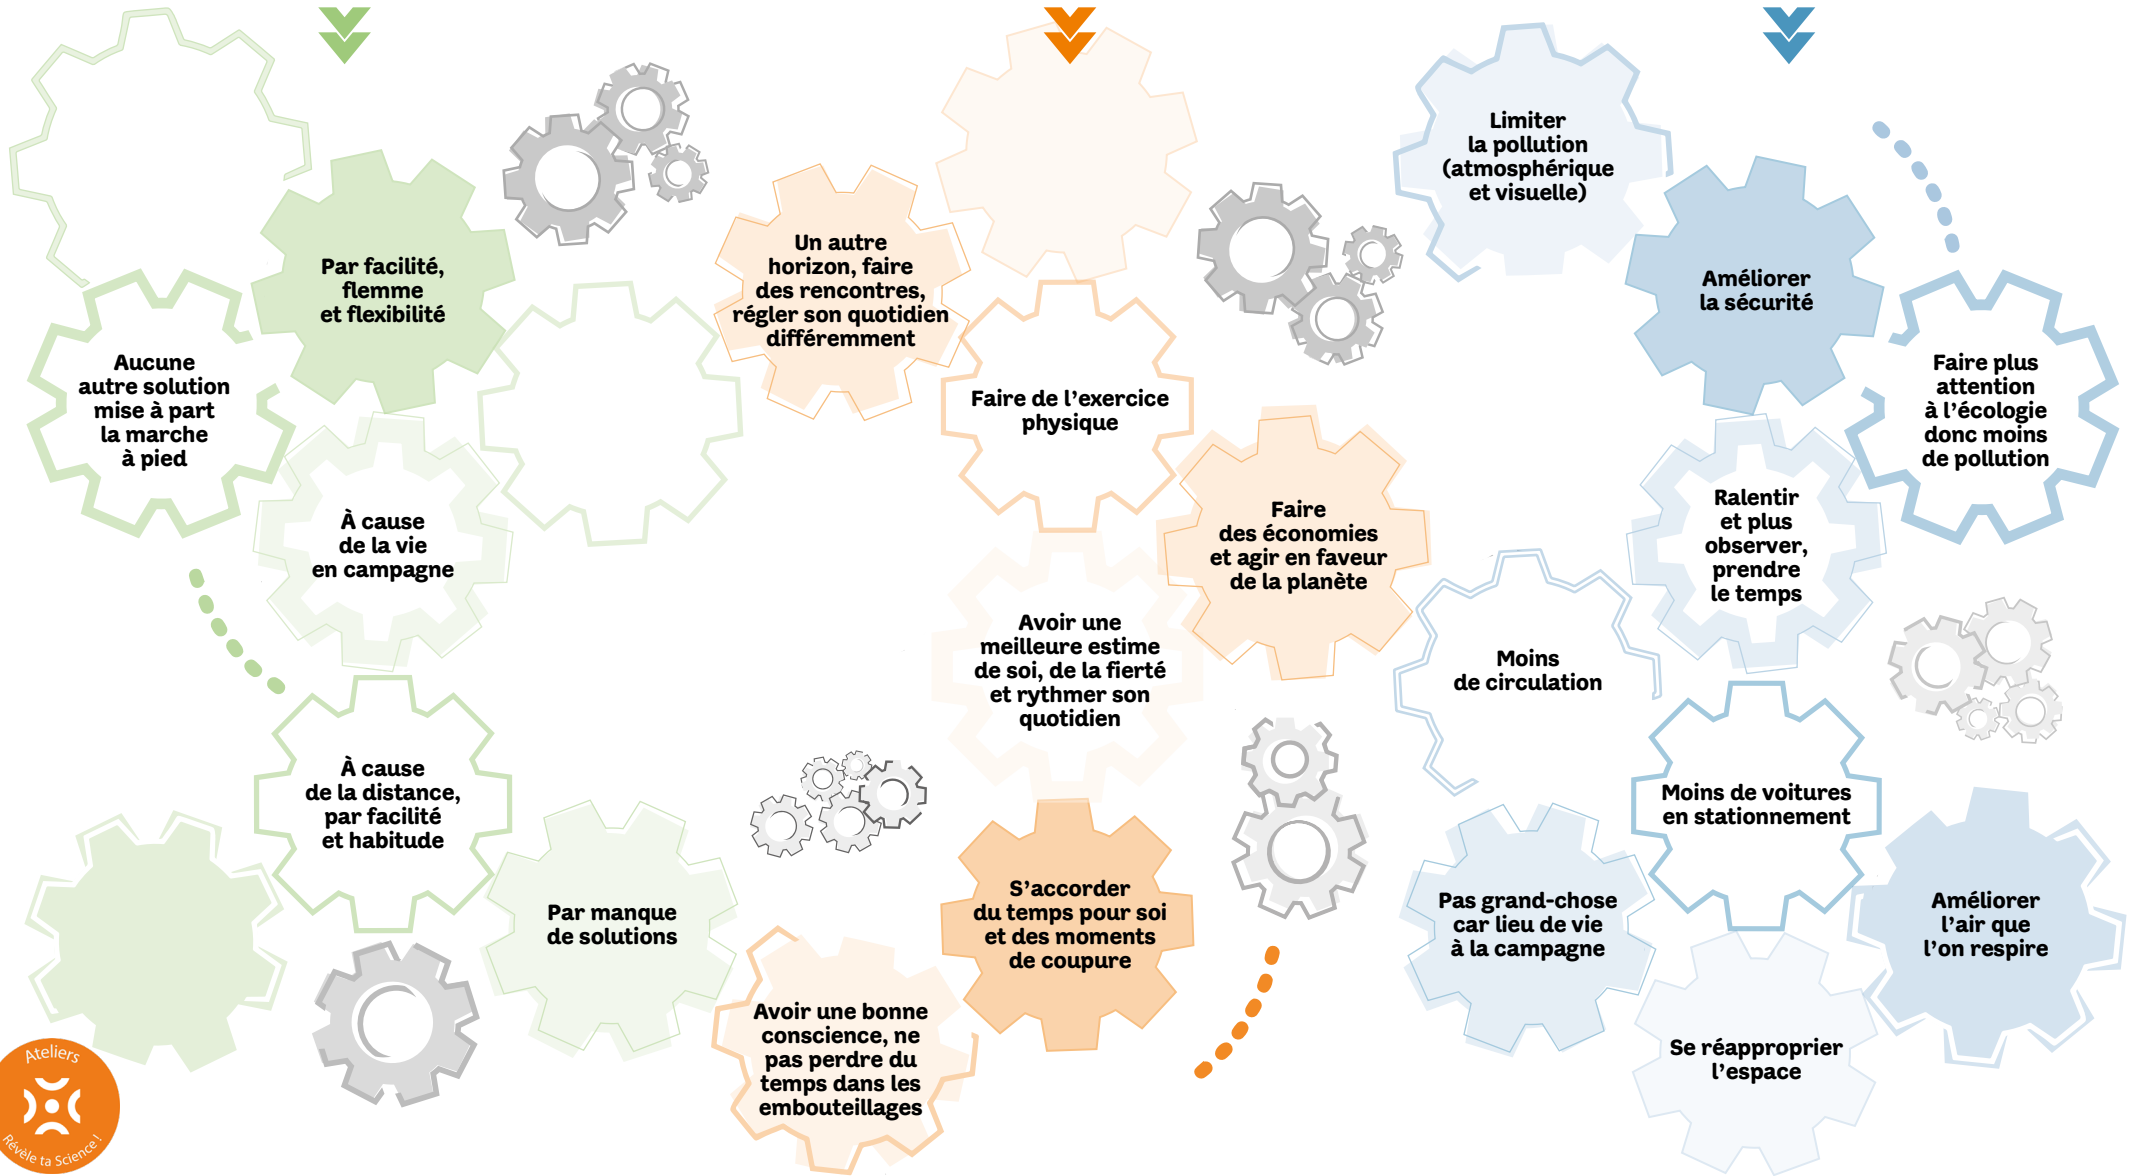 Par facilité,
flemme
et flexibilité
Aucune
autre solution
mise à part
la marche
à pied
À cause
de la vie
en campagne
À cause
de la distance,
par facilité
et habitude
Par manque
de solutions
Un autre
horizon, faire
des rencontres,
régler son quotidien
différemment
Faire de l’exercice
physique
Faire
des économies
et agir en faveur
de la planète
Avoir une
meilleure estime
de soi, de la fierté
et rythmer son
quotidien
S’accorder
du temps pour soi
et des moments
de coupure
Avoir une bonne
conscience, ne
pas perdre du
temps dans les
embouteillages
Limiter
la pollution
(atmosphérique
et visuelle)
Améliorer
la sécurité
Faire plus
attention
à l’écologie
donc moins
de pollution
Ralentir
et plus
observer,
prendre
le temps
Moins
de circulation
Moins de voitures
en stationnement
Pas grand-chose
car lieu de vie
à la campagne
Améliorer
l’air que
l’on respire
Se réapproprier
l’espace
Ateliers
Révèle ta Science !